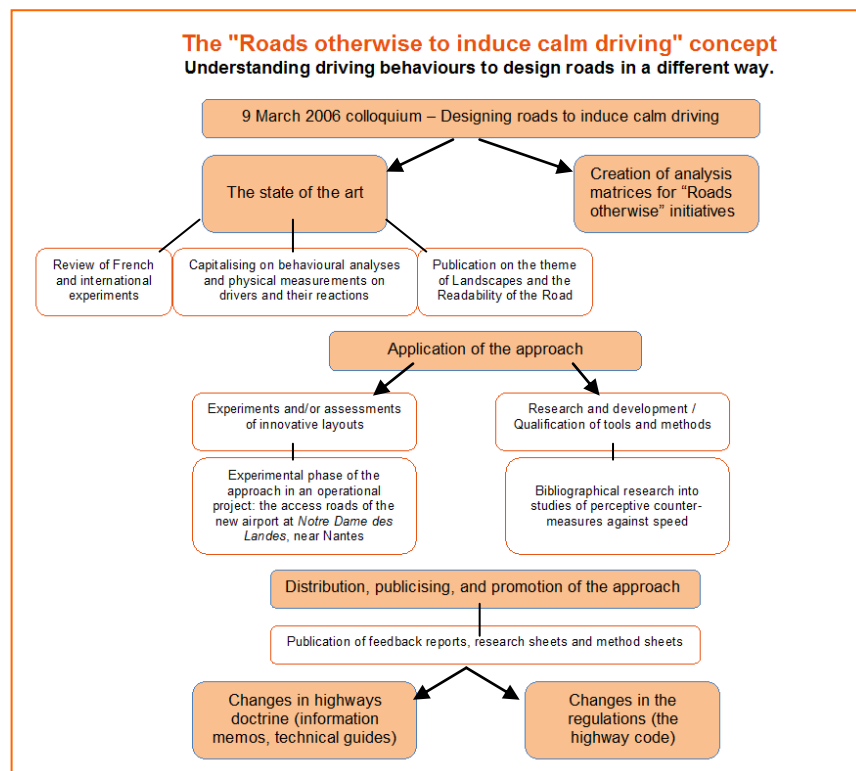 The "Roads otherwise to induce calm driving" concept
Understanding driving behaviours to design roads in a different way.
9 March 2006 colloquium – Designing roads to induce calm driving
The state of the art
Creation of analysis
matrices for “Roads
otherwise” initiatives
Review of French
and international
experiments
Capitalising on behavioural analyses
and physical measurements on
drivers and their reactions
Publication on the theme
of Landscapes and the
Readability of the Road
Application of the approach
Experiments and/or assessments
of innovative layouts
Research and development /
Qualification of tools and methods
Experimental phase of the
approach in an operational
project: the access roads of the
new airport at Notre Dame des
Landes, near Nantes
Bibliographical research into
studies of perceptive counter-
measures against speed
Distribution, publicising, and promotion of the approach
Publication of feedback reports, research sheets and method sheets
Changes in highways
doctrine (information
memos, technical guides)
Changes in the
regulations (the
highway code)